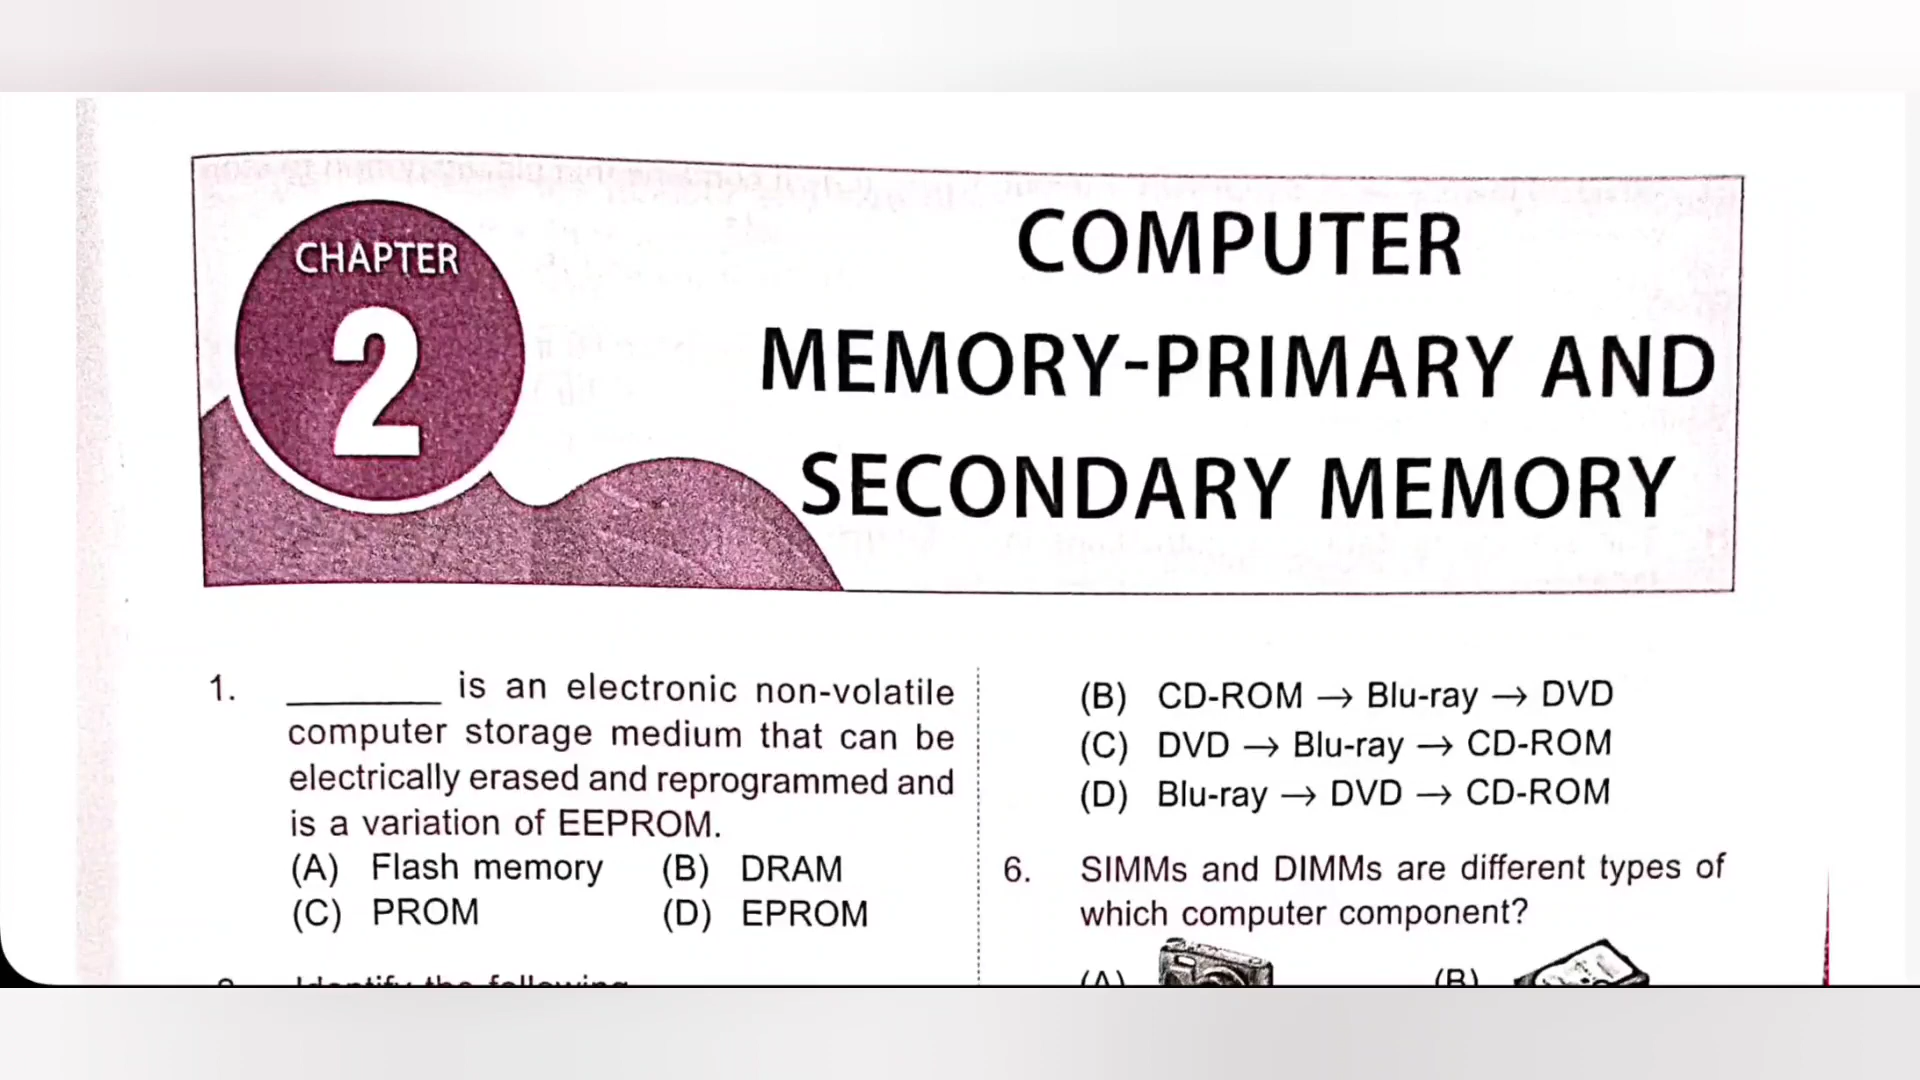 CHAPTER
2
COMPUTER
MEMORY-PRIMARY AND
SECONDARY MEMORY
1. ________ is an electronic non-volatile
computer storage medium that can be
electrically erased and reprogrammed and
is a variation of EEPROM.
(A) Flash memory (B) DRAM
(C) PROM (D) EPROM
Identify the following
(B) CD-ROM → Blu-ray → DVD
(C) DVD → Blu-ray → CD-ROM
(D) Blu-ray → DVD → CD-ROM
6. SIMMs and DIMMs are different types of
which computer component?
(A) (B)